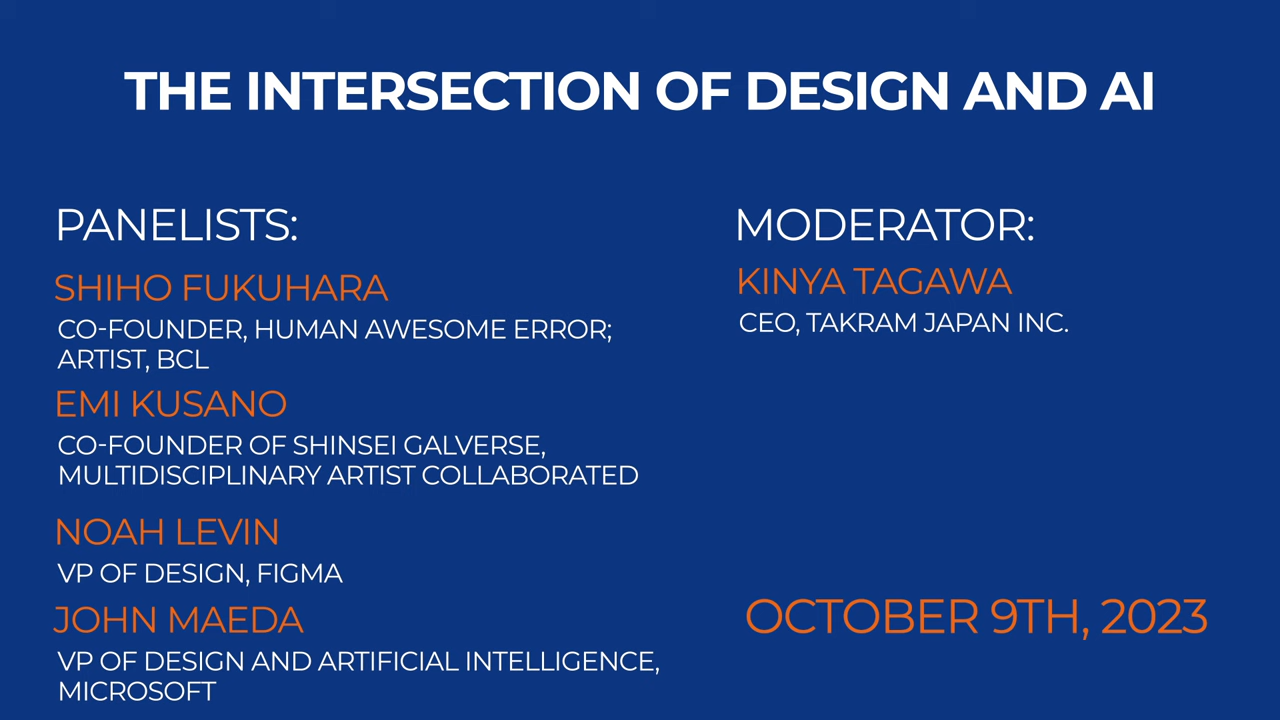 THE INTERSECTION OF DESIGN AND AI
PANELISTS:
SHIHO FUKUHARA
CO-FOUNDER, HUMAN AWESOME ERROR;
ARTIST, BCL
EMI KUSANO
CO-FOUNDER OF SHINSEI GALVERSE,
MULTIDISCIPLINARY ARTIST COLLABORATED
NOAH LEVIN
VP OF DESIGN, FIGMA
JOHN MAEDA
VP OF DESIGN AND ARTIFICIAL INTELLIGENCE,
MICROSOFT
MODERATOR:
KINYA TAGAWA
CEO, TAKRAM JAPAN INC.
OCTOBER 9TH, 2023